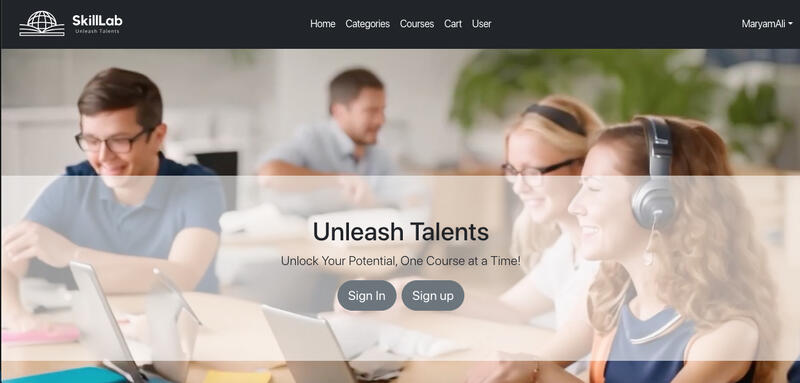 SkillLab
Unleash Talents
Home Categories Courses Cart User
MaryamAli
Unleash Talents
Unlock Your Potential, One Course at a Time!
Sign In Sign up